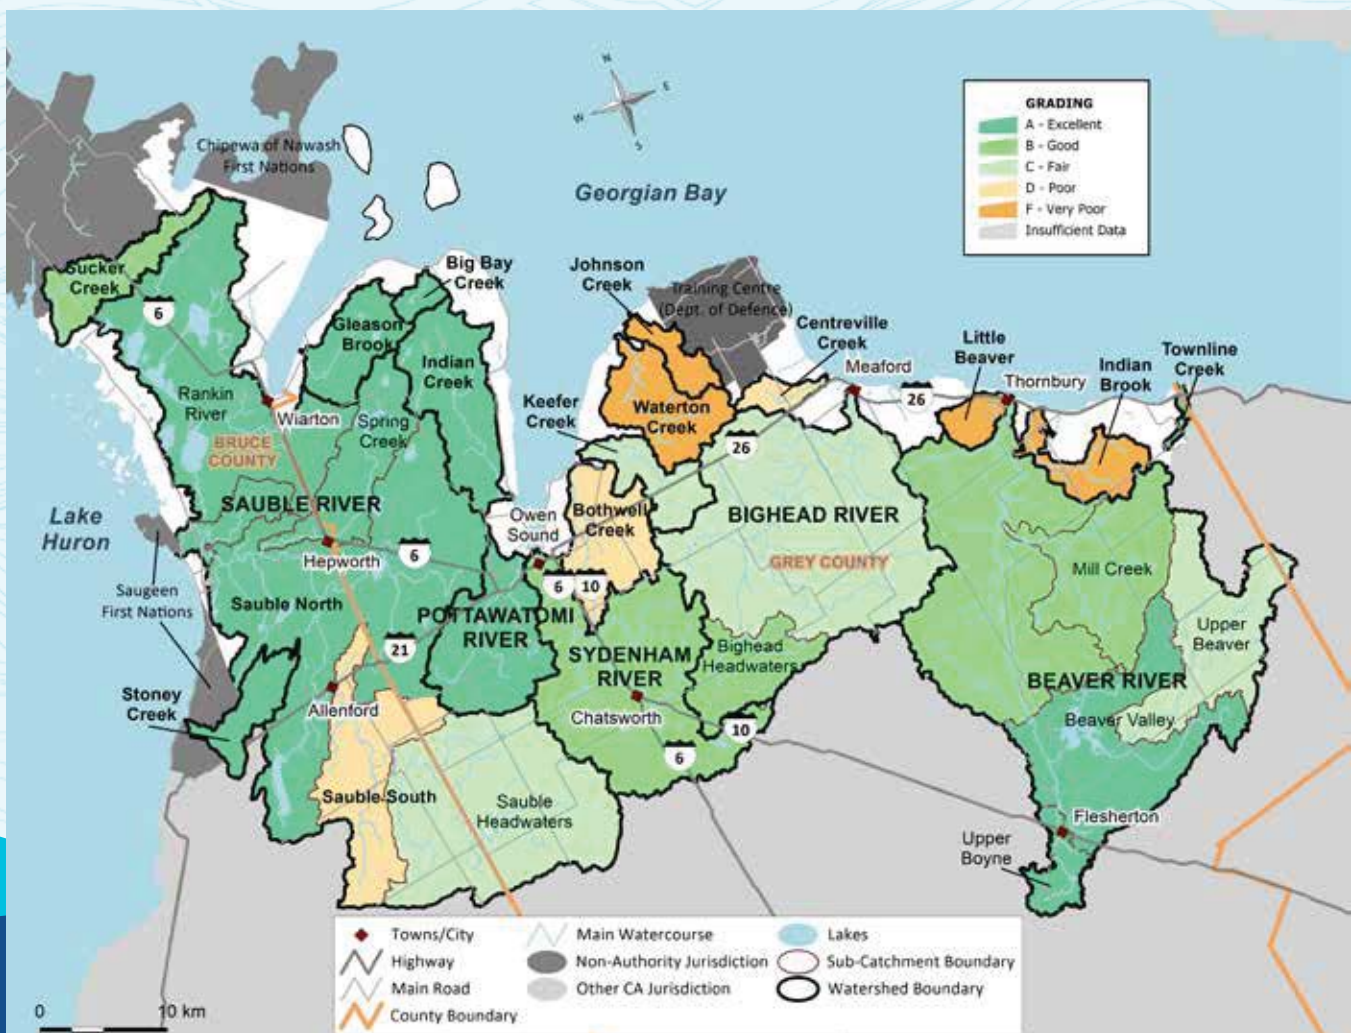 N
E
W
S
GRADING
A - Excellent
B - Good
C - Fair
D - Poor
F - Very Poor
Insufficient Data
Chipewa of Nawash
First Nations
Georgian Bay
Sucker
Creek
6
Big Bay
Creek
Gleason
Brook
Indian
Creek
Johnson
Creek
Training Centre
(Dept. of Defence)
Centreville
Creek
Meaford
26
Little
Beaver
Thornbury
Indian
Brook
Townline
Creek
Rankin
River
Wiarton
Spring
Creek
BRUCE
COUNTY
Keefer
Creek
Waterton
Creek
26
SAUBLE RIVER
Lake
Huron
Owen
Sound
Bothwell
Creek
BIGHEAD RIVER
GREY COUNTY
Hepworth
6
6
10
Mill Creek
Saugeen
First Nations
Sauble North
POTTAWATOMI
RIVER
21
SYDENHAM
RIVER
Bighead
Headwaters
Upper
Beaver
BEAVER RIVER
Stoney
Creek
Allenford
Chatsworth
10
6
Beaver Valley
Sauble South
Sauble
Headwaters
Flesherton
Upper
Boyne
Towns/City
Highway
Main Road
County Boundary
Main Watercourse
Non-Authority Jurisdiction
Other CA Jurisdiction
Lakes
Sub-Catchment Boundary
Watershed Boundary
0 10 km